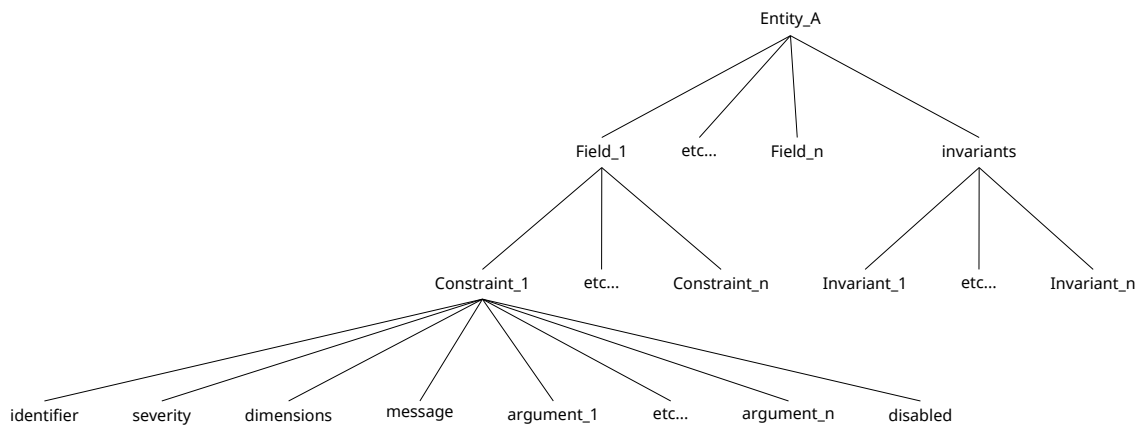 Entity_A
Field_1 etc... Field_n invariants
Constraint_1 etc... Constraint_n Invariant_1 etc... Invariant_n
identifier severity dimensions message argument_1 etc... argument_n disabled